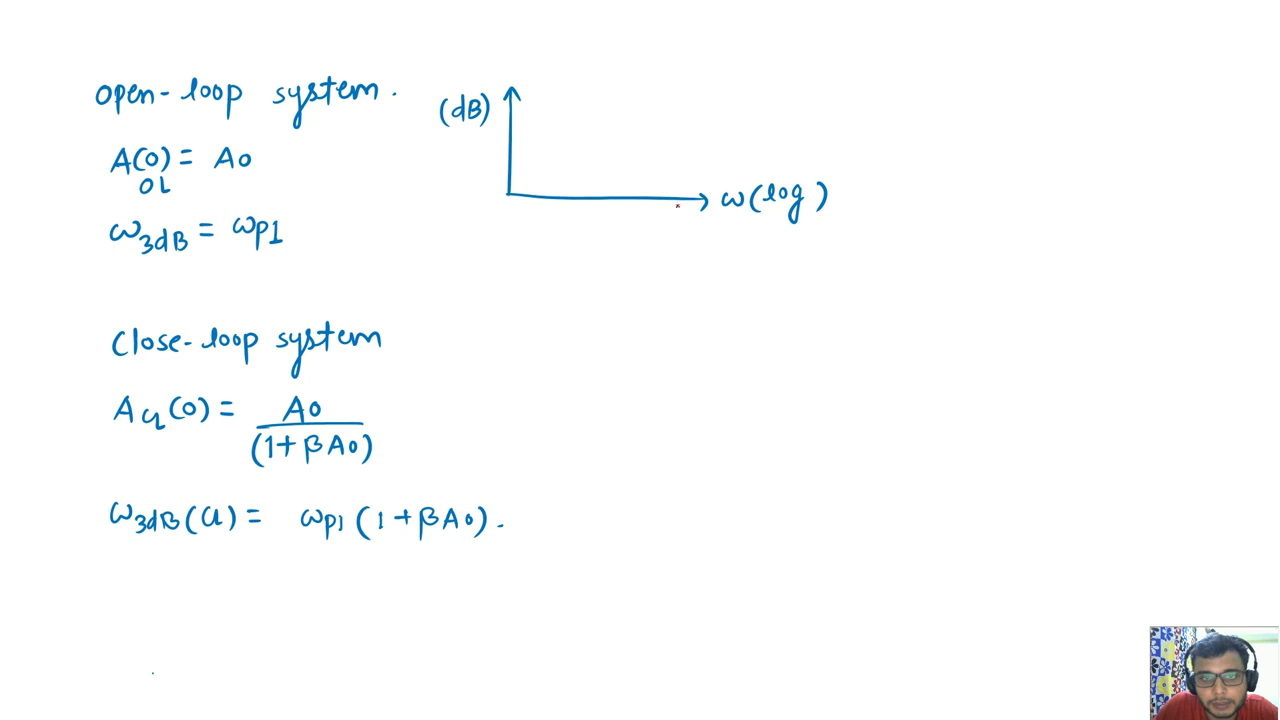 open-loop system.
A(0) = A0
OL
ω3dB = ωp1
(dB)
ω(log)
Close-loop system
ACL(0) = A0
(1+βA0)
ω3dB(CL) = ωp1 (1+βA0).